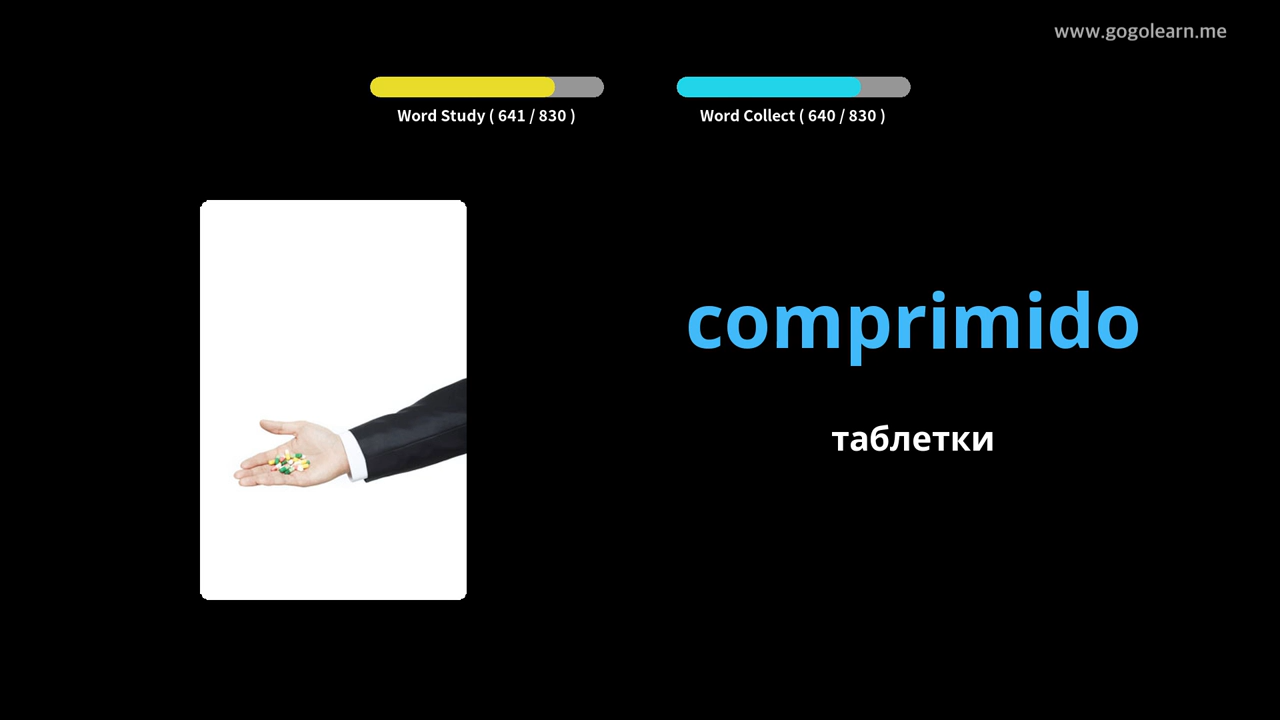 www.gogolearn.me
Word Study ( 641 / 830 )
Word Collect ( 640 / 830 )
comprimido
таблетки